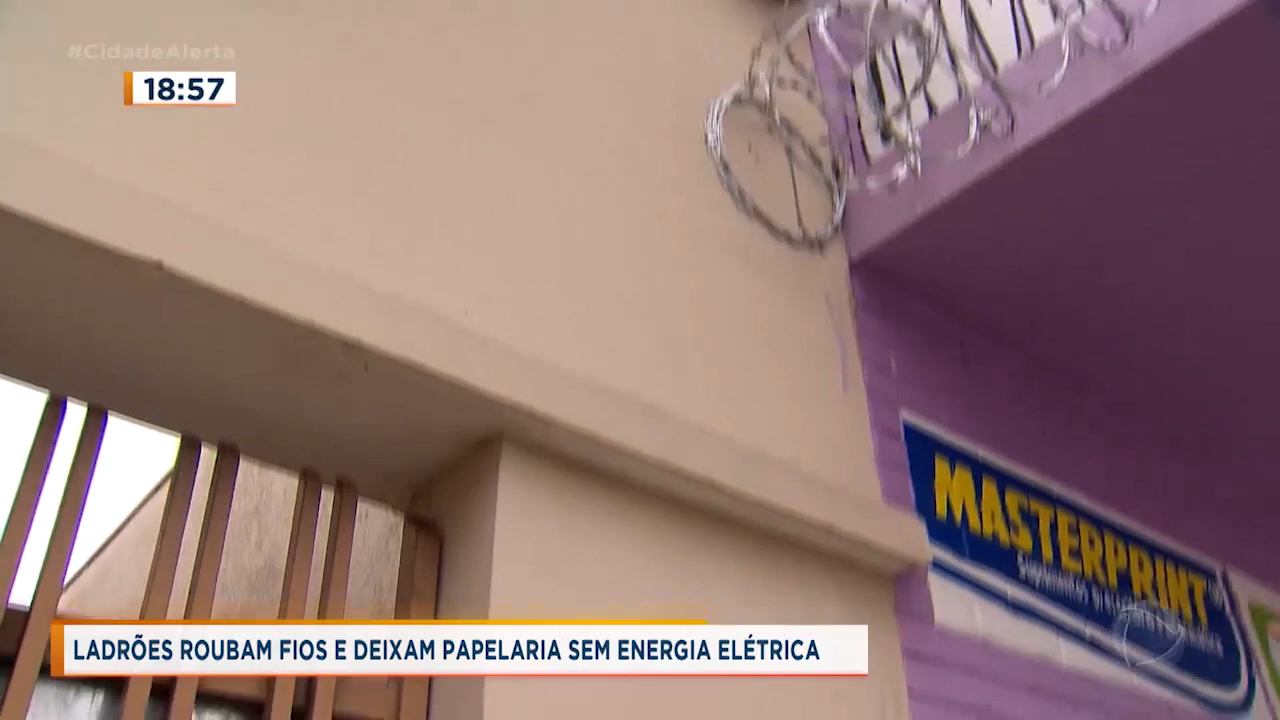 #CidadeAlerta
18:57
MASTERPRINT
LADRÕES ROUBAM FIOS E DEIXAM PAPELARIA SEM ENERGIA ELÉTRICA